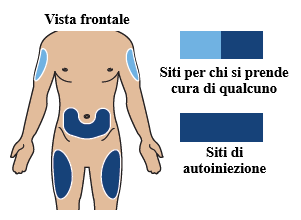 Vista frontale
Siti per chi si prende
cura di qualcuno
Siti di
autoiniezione